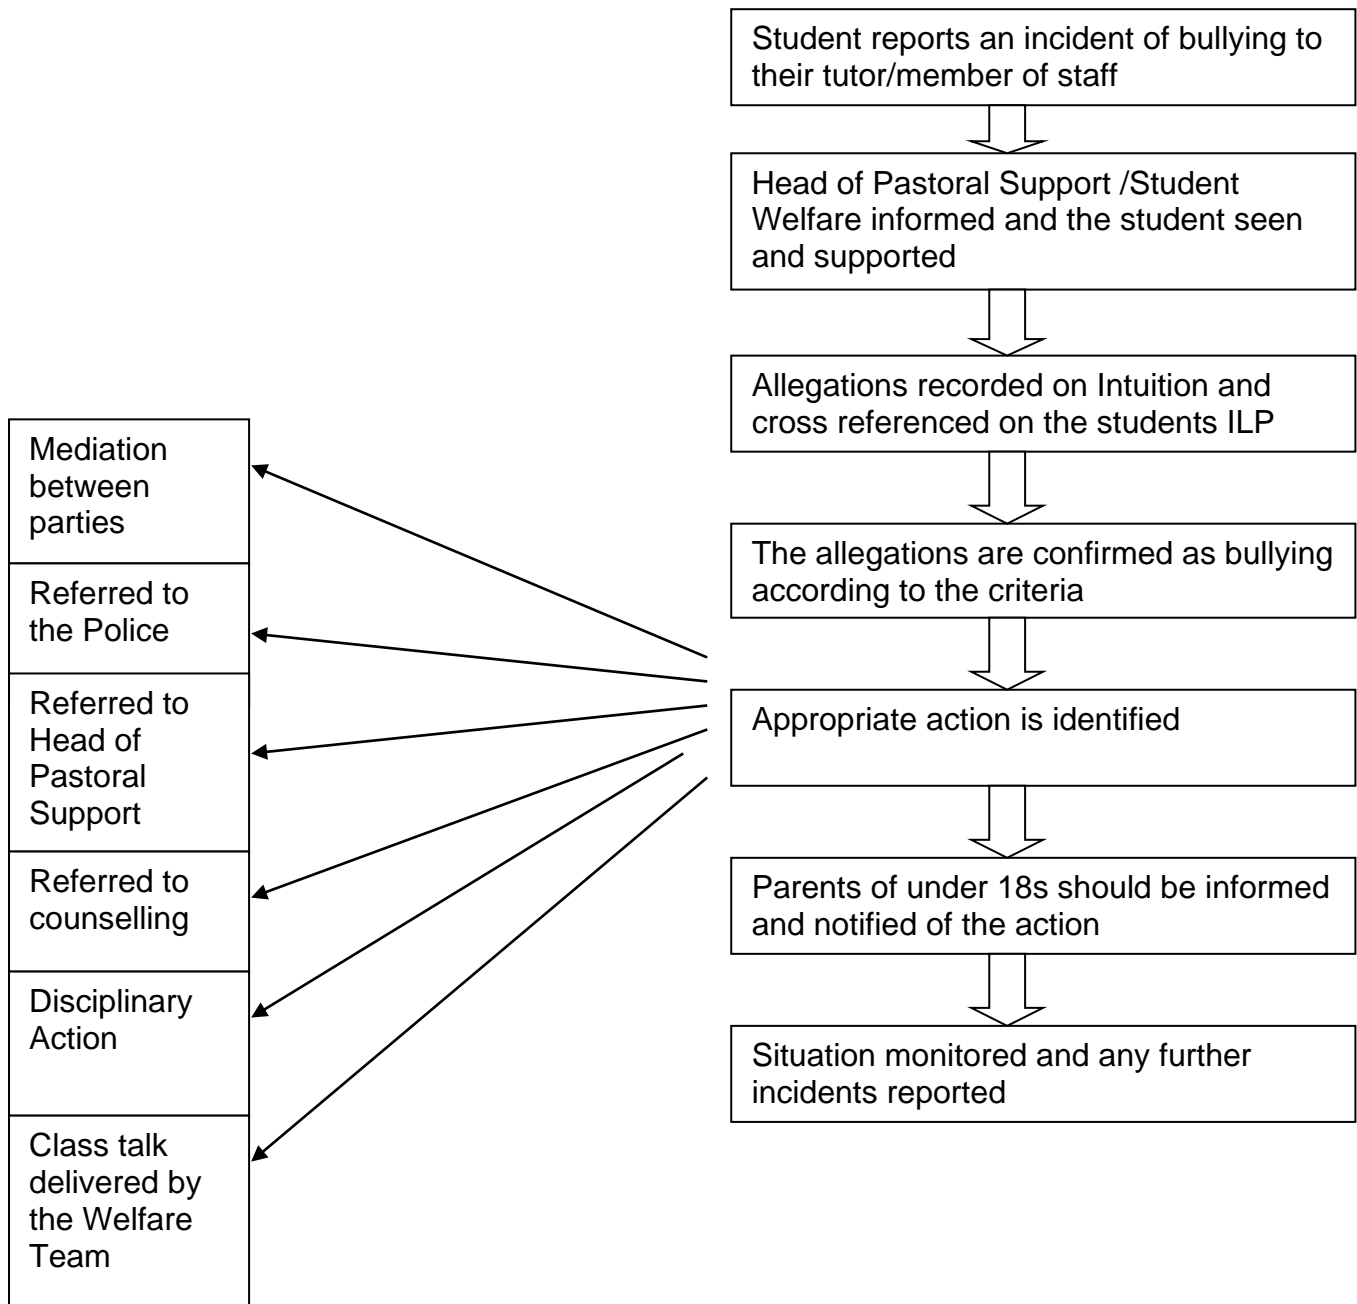 Student reports an incident of bullying to
their tutor/member of staff
Head of Pastoral Support /Student
Welfare informed and the student seen
and supported
Allegations recorded on Intuition and
cross referenced on the students ILP
The allegations are confirmed as bullying
according to the criteria
Appropriate action is identified
Parents of under 18s should be informed
and notified of the action
Situation monitored and any further
incidents reported
Mediation
between
parties
Referred to
the Police
Referred to
Head of
Pastoral
Support
Referred to
counselling
Disciplinary
Action
Class talk
delivered by
the Welfare
Team